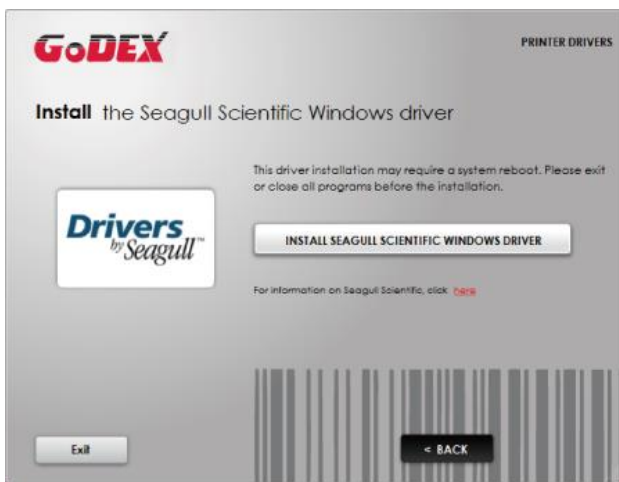 GoDEX
PRINTER DRIVERS
Install the Seagull Scientific Windows driver
This driver installation may require a system reboot. Please exit
or close all programs before the installation.
Drivers
by Seagull™
INSTALL SEAGULL SCIENTIFIC WINDOWS DRIVER
For information on Seagull Scientific, click here
Exit
< BACK